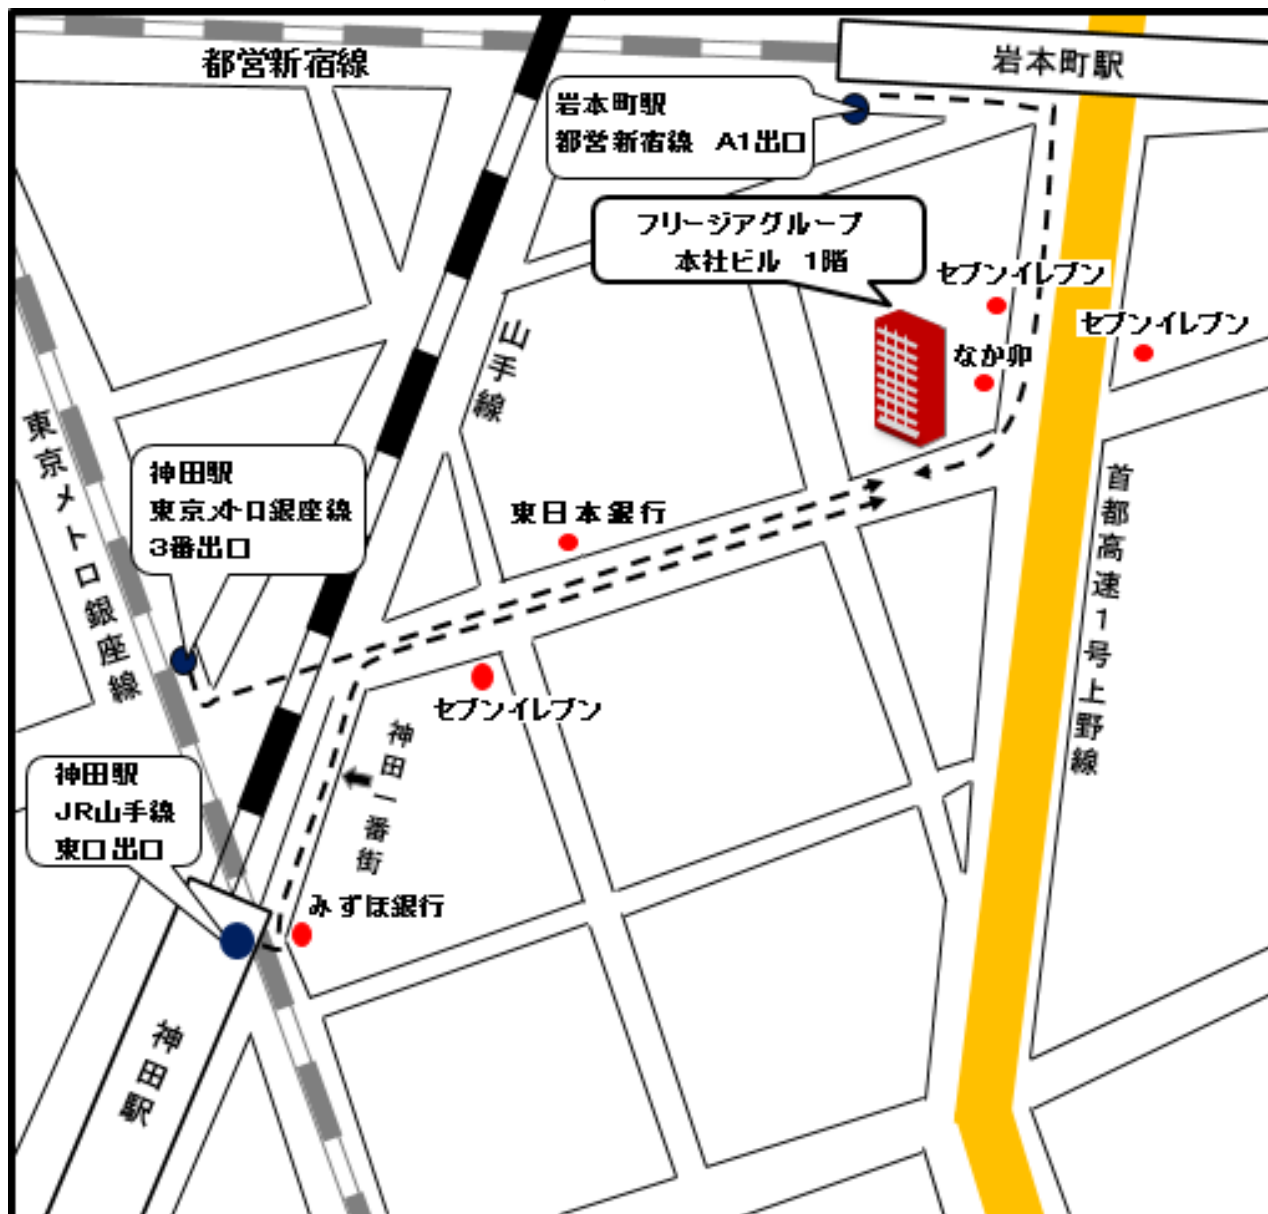 都営新宿線
岩本町駅
岩本町駅
都営新宿線 A1出口
フリージアグループ
本社ビル 1階
セブンイレブン
セブンイレブン
なか卯
山手線
東京メトロ銀座線
神田駅
東京メトロ銀座線
3番出口
東日本銀行
首都高速1号上野線
セブンイレブン
神田一番街
神田駅
JR山手線
東口出口
みずほ銀行
神田駅